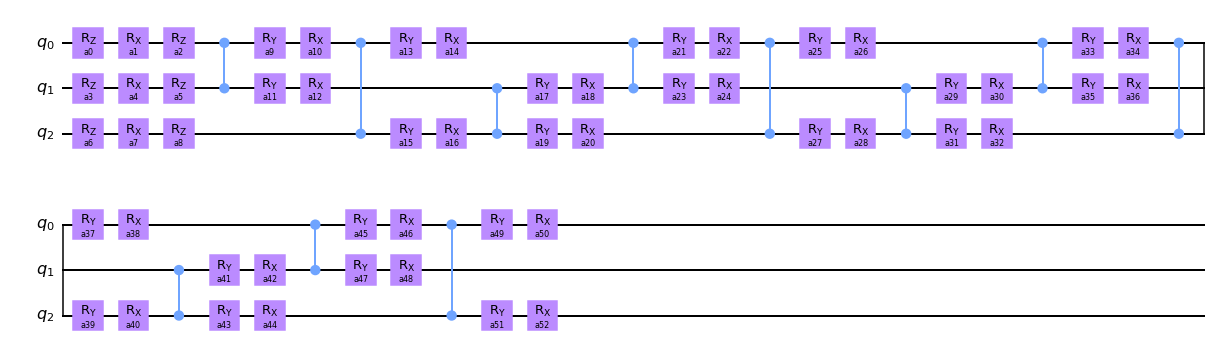 q0 RZ a0 RX a1 RZ a2 RY a9 RX a10 RY a13 RX a14 RY a21 RX a22 RY a25 RX a26 RY a33 RX a34
q1 RZ a3 RX a4 RZ a5 RY a11 RX a12 RY a17 RX a18 RY a23 RX a24 RY a29 RX a30 RY a35 RX a36
q2 RZ a6 RX a7 RZ a8 RY a15 RX a16 RY a19 RX a20 RY a27 RX a28 RY a31 RX a32
q0 RY a37 RX a38 RY a45 RX a46 RY a49 RX a50
q1 RY a41 RX a42 RY a47 RX a48
q2 RY a39 RX a40 RY a43 RX a44 RY a51 RX a52